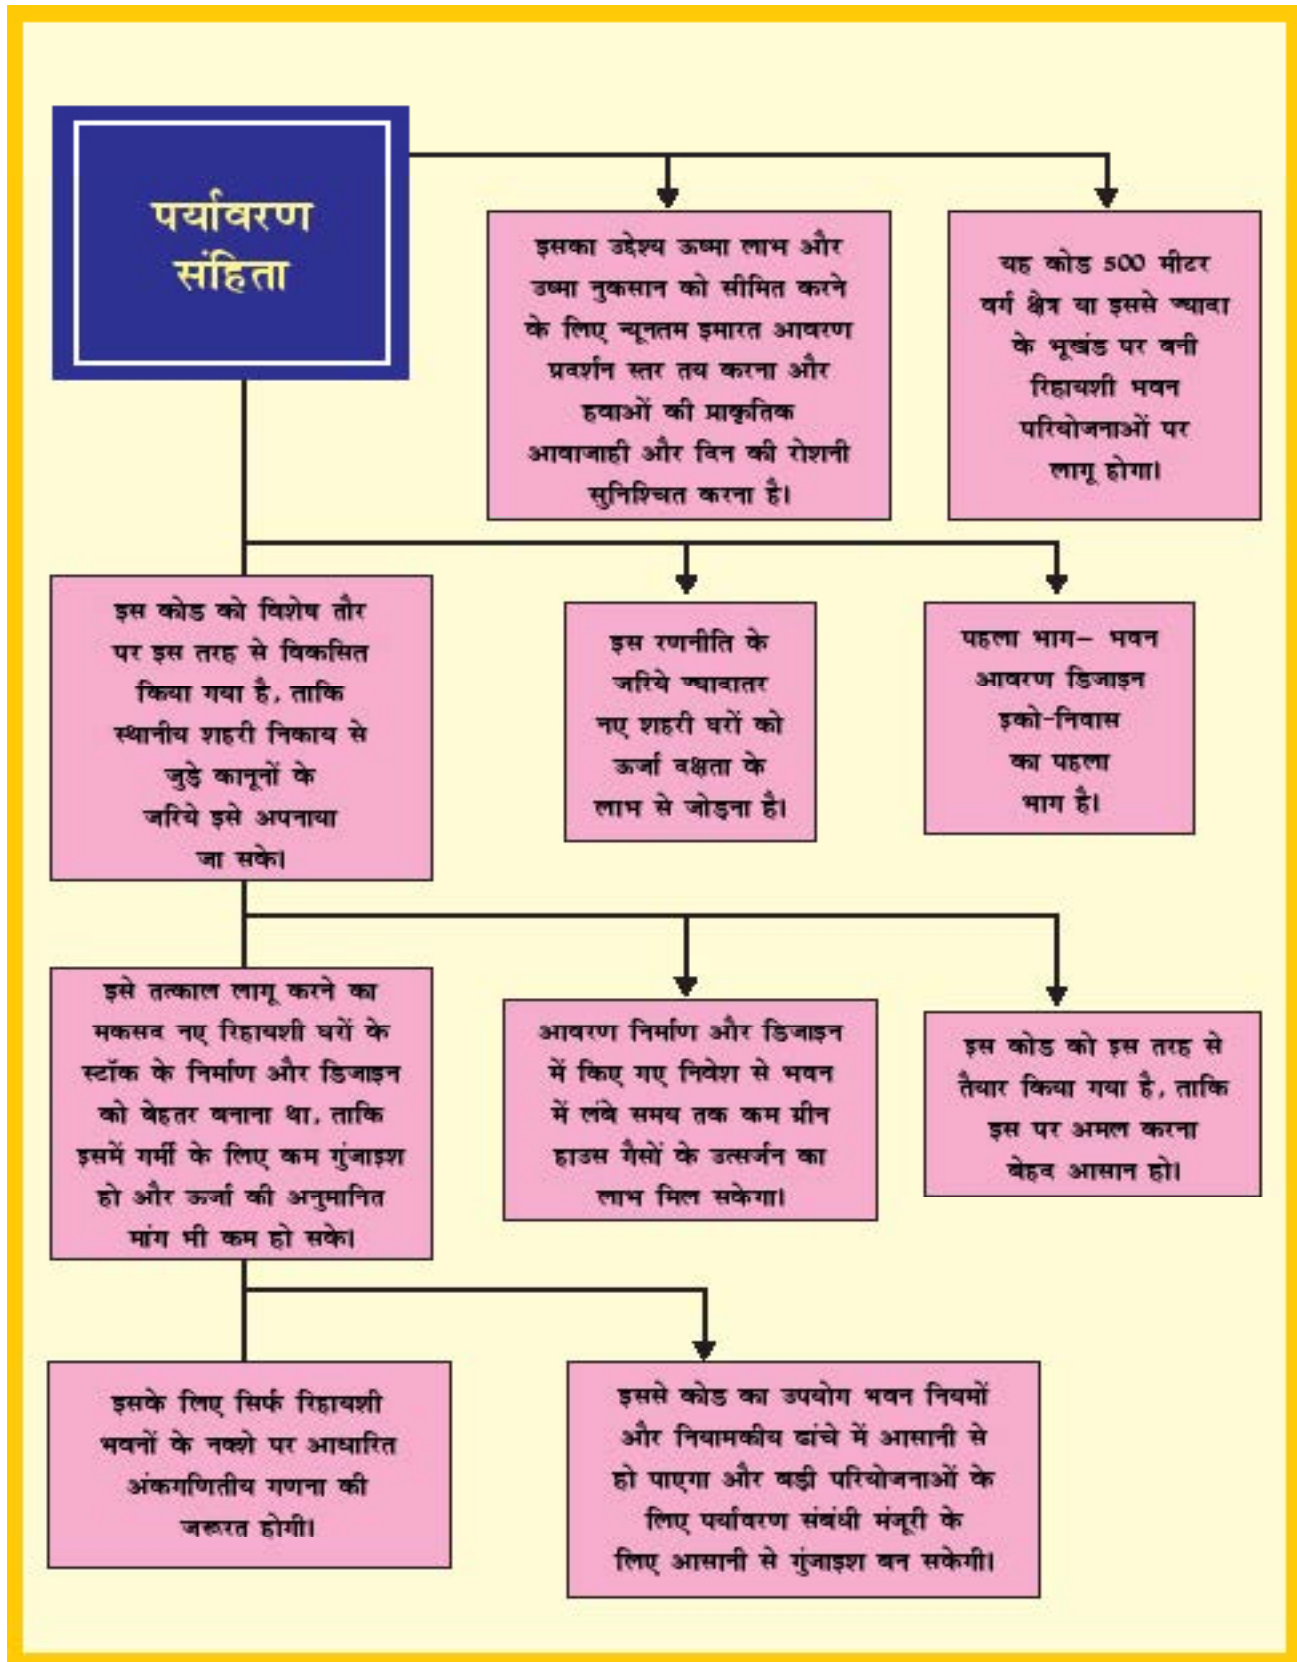 पर्यावरण
संहिता
इसका उद्देश्य ऊष्मा लाभ और
उष्मा नुकसान को सीमित करने
के लिए न्यूनतम इमारत आवरण
प्रदर्शन स्तर तय करना और
हवाओं की प्राकृतिक
आवाजाही और दिन की रोशनी
सुनिश्चित करना है।
यह कोड 500 मीटर
वर्ग क्षेत्र या इससे ज्यादा
के भूखंड पर बनी
रिहायशी भवन
परियोजनाओं पर
लागू होगा।
इस कोड को विशेष तौर
पर इस तरह से विकसित
किया गया है, ताकि
स्थानीय शहरी निकाय से
जुड़े कानूनों के
जरिये इसे अपनाया
जा सके।
इस रणनीति के
जरिये ज्यादातर
नए शहरी घरों को
ऊर्जा दक्षता के
लाभ से जोड़ना है।
पहला भाग– भवन
आवरण डिजाइन
इको-निवास
का पहला
भाग है।
इसे तत्काल लागू करने का
मकसद नए रिहायशी घरों के
स्टॉक के निर्माण और डिजाइन
को बेहतर बनाना था, ताकि
इसमें गर्मी के लिए कम गुंजाइश
हो और ऊर्जा की अनुमानित
मांग भी कम हो सके।
आवरण निर्माण और डिजाइन
में किए गए निवेश से भवन
में लंबे समय तक कम ग्रीन
हाउस गैसों के उत्सर्जन का
लाभ मिल सकेगा।
इस कोड को इस तरह से
तैयार किया गया है, ताकि
इस पर अमल करना
बेहद आसान हो।
इसके लिए सिर्फ रिहायशी
भवनों के नक्शे पर आधारित
अंकगणितीय गणना की
जरूरत होगी।
इससे कोड का उपयोग भवन नियमों
और नियामकीय ढांचे में आसानी से
हो पाएगा और बड़ी परियोजनाओं के
लिए पर्यावरण संबंधी मंजूरी के
लिए आसानी से गुंजाइश बन सकेगी।